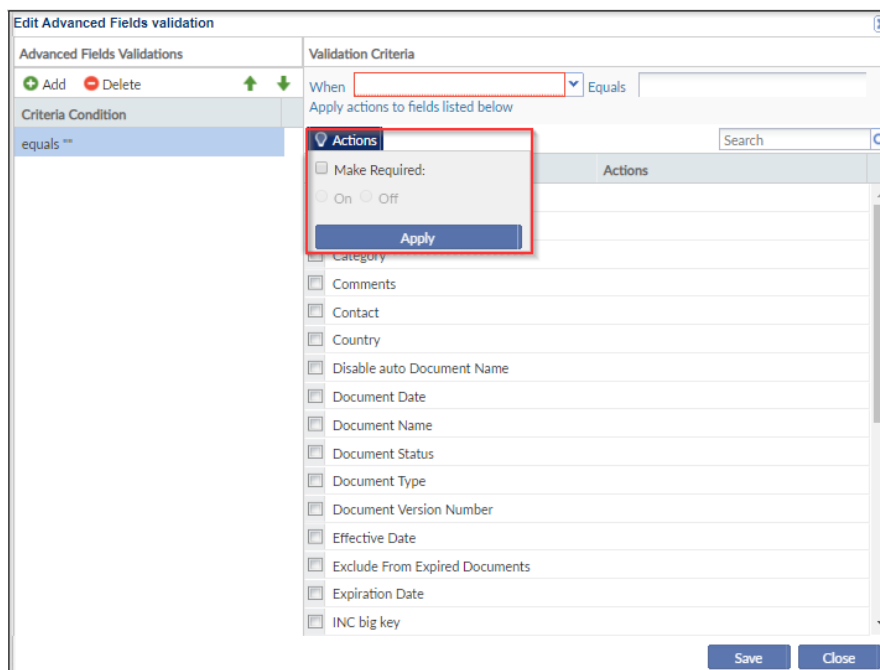 Edit Advanced Fields validation
Advanced Fields Validations
Validation Criteria
Add Delete
When Equals
Apply actions to fields listed below
Criteria Condition
equals ""
Actions
Search
Make Required:
Actions
On Off
Apply
Category
Comments
Contact
Country
Disable auto Document Name
Document Date
Document Name
Document Status
Document Type
Document Version Number
Effective Date
Exclude From Expired Documents
Expiration Date
INC big key
Save Close